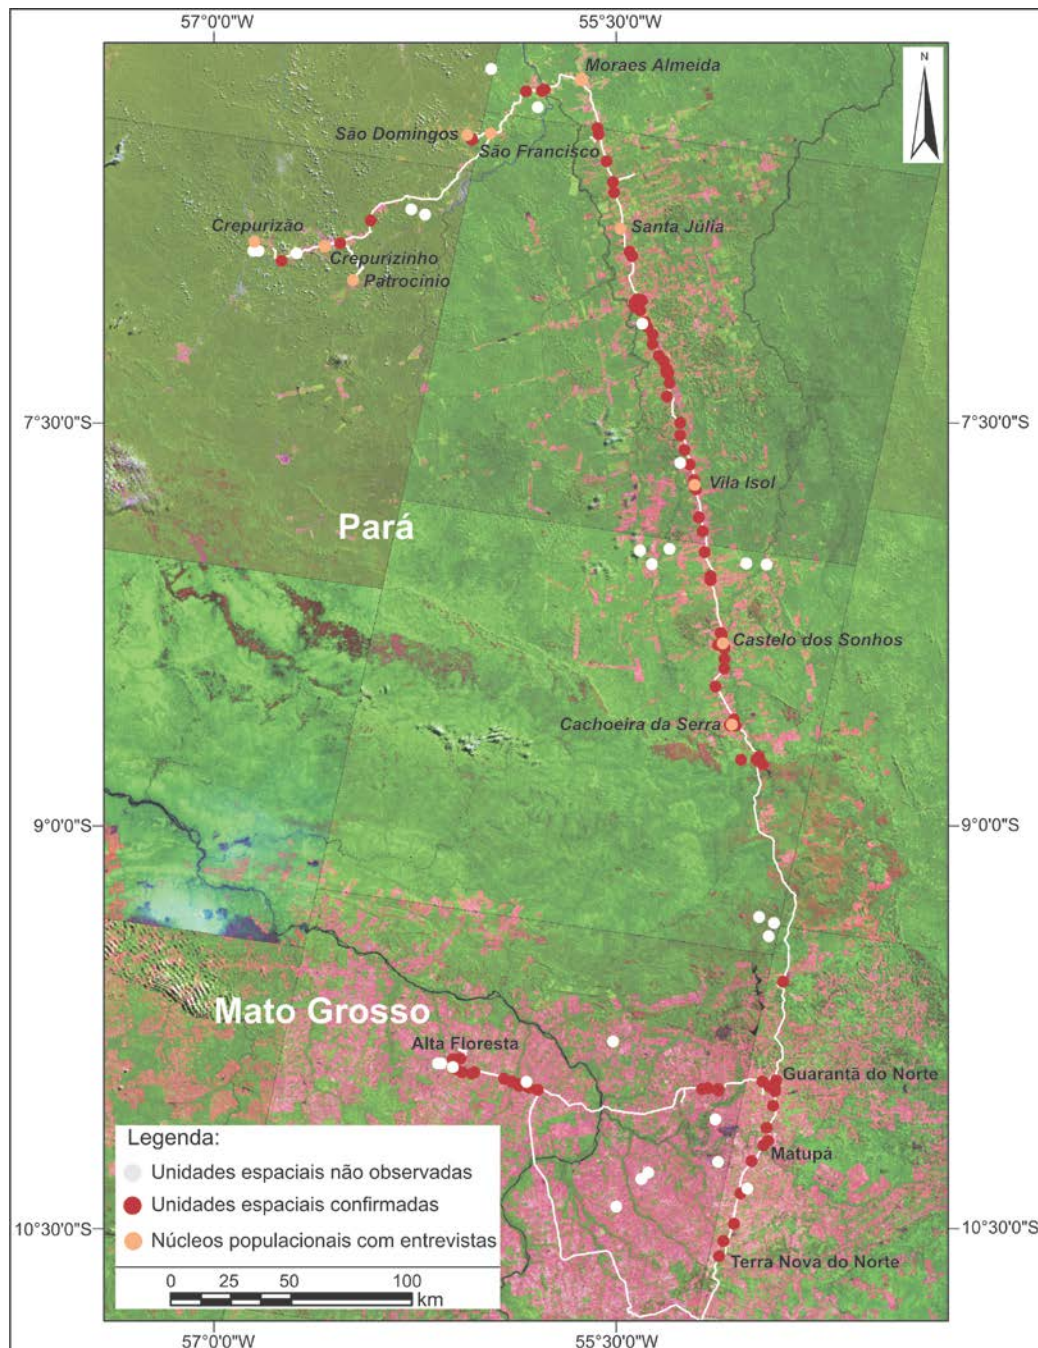 57°0'0"W
55°30'0"W
N
Moraes Almeida
São Domingos
São Francisco
Crepurizão
Santa Júlia
Crepurizinho
Patrocínio
7°30'0"S
7°30'0"S
Vila Isol
Pará
Castelo dos Sonhos
Cachoeira da Serra
9°0'0"S
9°0'0"S
Mato Grosso
Alta Floresta
Guarantã do Norte
Legenda:
Matupá
Unidades espaciais não observadas
Unidades espaciais confirmadas
10°30'0"S
10°30'0"S
Núcleos populacionais com entrevistas
Terra Nova do Norte
0 25 50 100
km
57°0'0"W
55°30'0"W